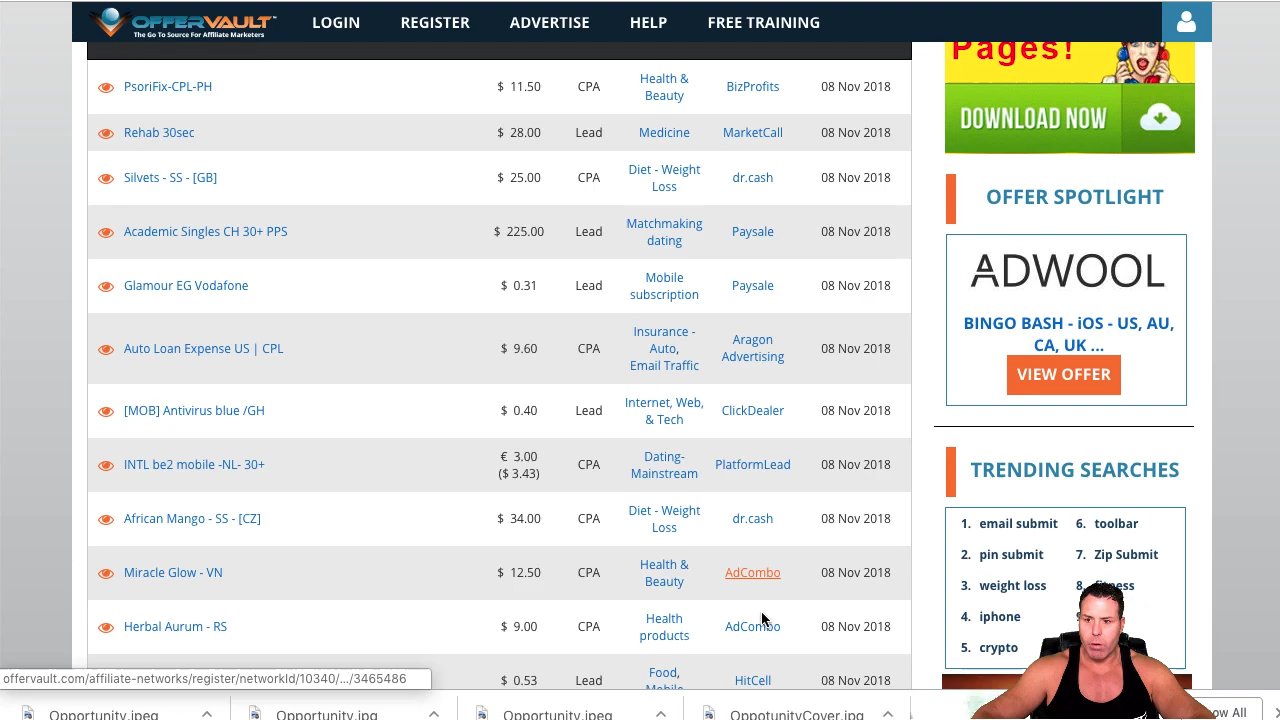 OFFERVAULT™
The Go To Source For Affiliate Marketers
LOGIN
REGISTER
ADVERTISE
HELP
FREE TRAINING
PsoriFix-CPL-PH $ 11.50 CPA Health & Beauty BizProfits 08 Nov 2018
Rehab 30sec $ 28.00 Lead Medicine MarketCall 08 Nov 2018
Silvets - SS - [GB] $ 25.00 CPA Diet - Weight Loss dr.cash 08 Nov 2018
Academic Singles CH 30+ PPS $ 225.00 Lead Matchmaking dating Paysale 08 Nov 2018
Glamour EG Vodafone $ 0.31 Lead Mobile subscription Paysale 08 Nov 2018
Auto Loan Expense US | CPL $ 9.60 CPA Insurance - Auto, Email Traffic Aragon Advertising 08 Nov 2018
[MOB] Antivirus blue /GH $ 0.40 Lead Internet, Web, & Tech ClickDealer 08 Nov 2018
INTL be2 mobile -NL- 30+ € 3.00 ($ 3.43) CPA Dating- Mainstream PlatformLead 08 Nov 2018
African Mango - SS - [CZ] $ 34.00 CPA Diet - Weight Loss dr.cash 08 Nov 2018
Miracle Glow - VN $ 12.50 CPA Health & Beauty AdCombo 08 Nov 2018
Herbal Aurum - RS $ 9.00 CPA Health products AdCombo 08 Nov 2018
$ 0.53 Lead Food, Mobile HitCell 08 Nov 2018
Pages!
DOWNLOAD NOW
OFFER SPOTLIGHT
ADWOOL
BINGO BASH - iOS - US, AU,
CA, UK ...
VIEW OFFER
TRENDING SEARCHES
1. email submit 6. toolbar
2. pin submit 7. Zip Submit
3. weight loss 8. fitness
4. iphone
5. crypto
offervault.com/affiliate-networks/register/networkId/10340/.../3465486
Opportunity.jpeg
Opportunity.jpg
Opportunity.jpeg
OppotunityCover.jpg
Show All